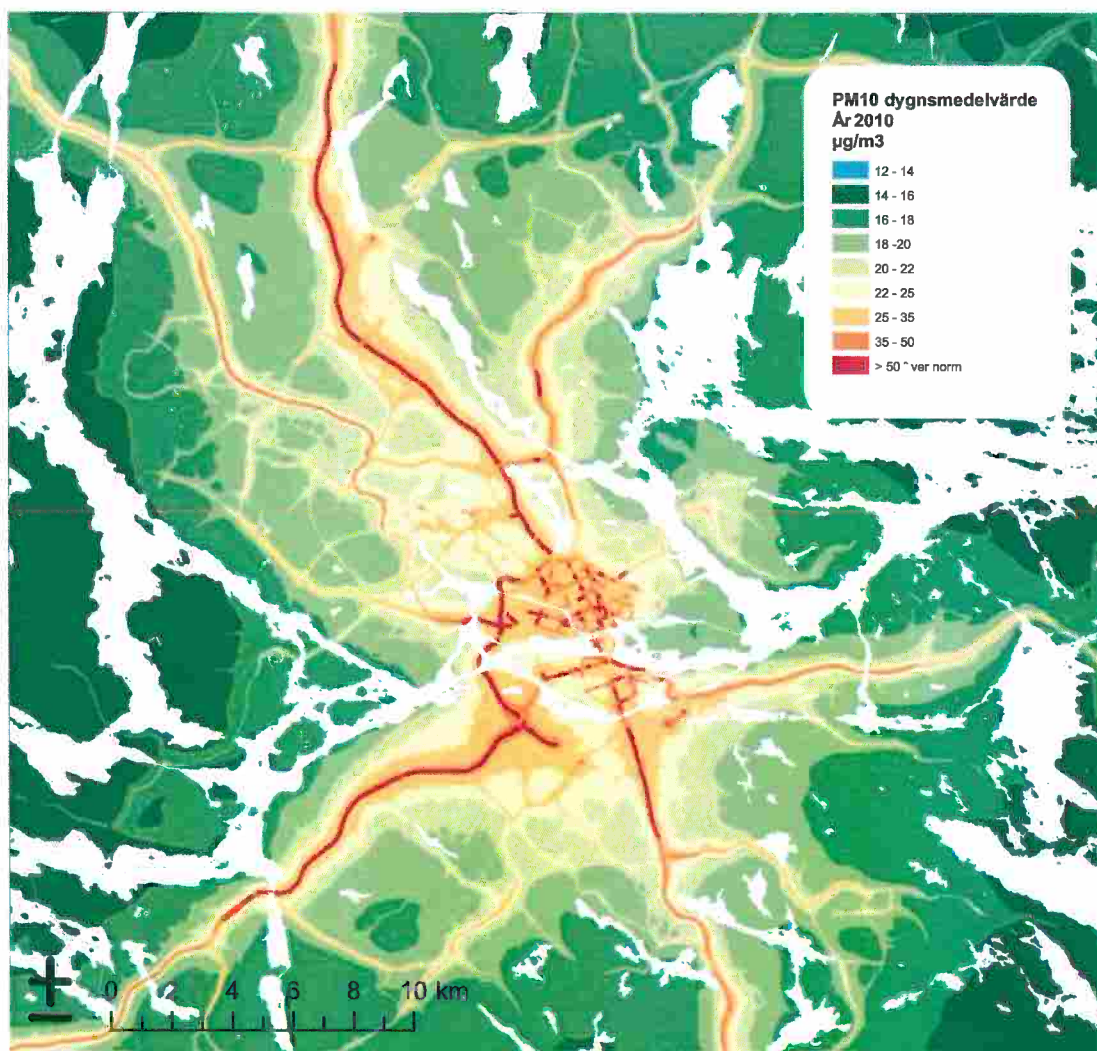 PM10 dygnsmedelvärde
År 2010
µg/m3
12 - 14
14 - 16
16 - 18
18 - 20
20 - 22
22 - 25
25 - 35
35 - 50
> 50 ¨ ver norm
0 2 4 6 8 10 km